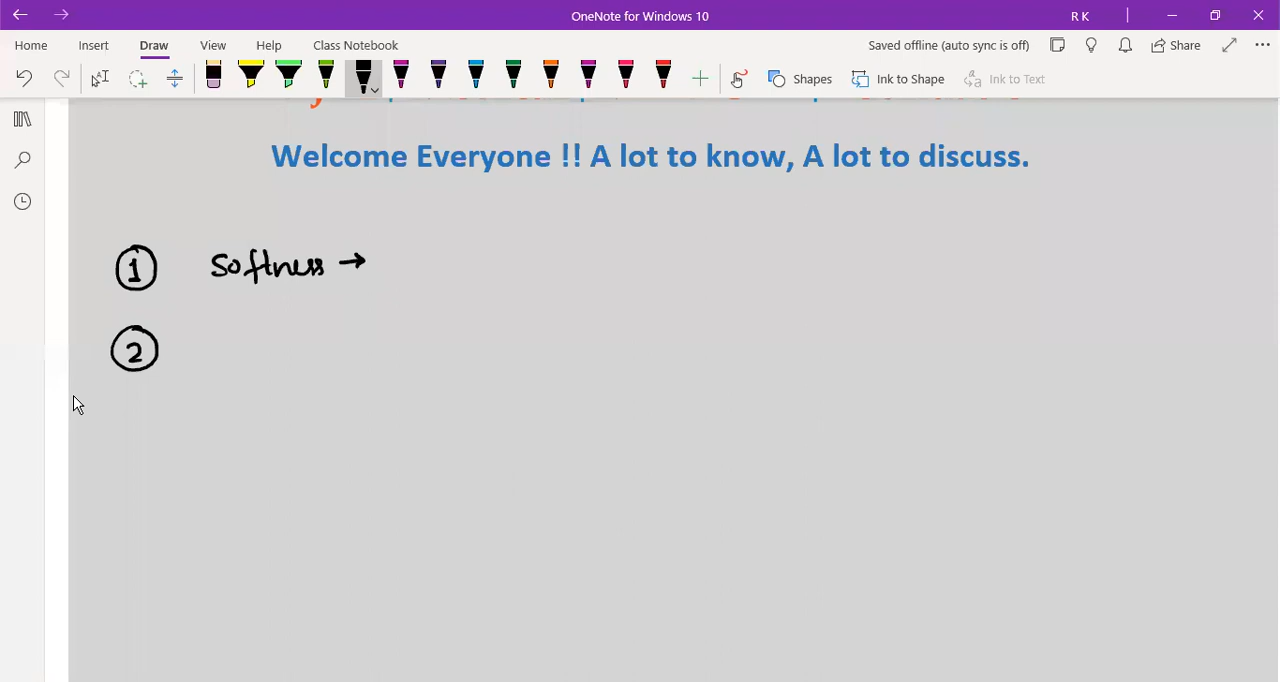 OneNote for Windows 10
R K
Home Insert Draw View Help Class Notebook
Saved offline (auto sync is off) Share
Shapes Ink to Shape Ink to Text
Welcome Everyone !! A lot to know, A lot to discuss.
1 Softness →
2